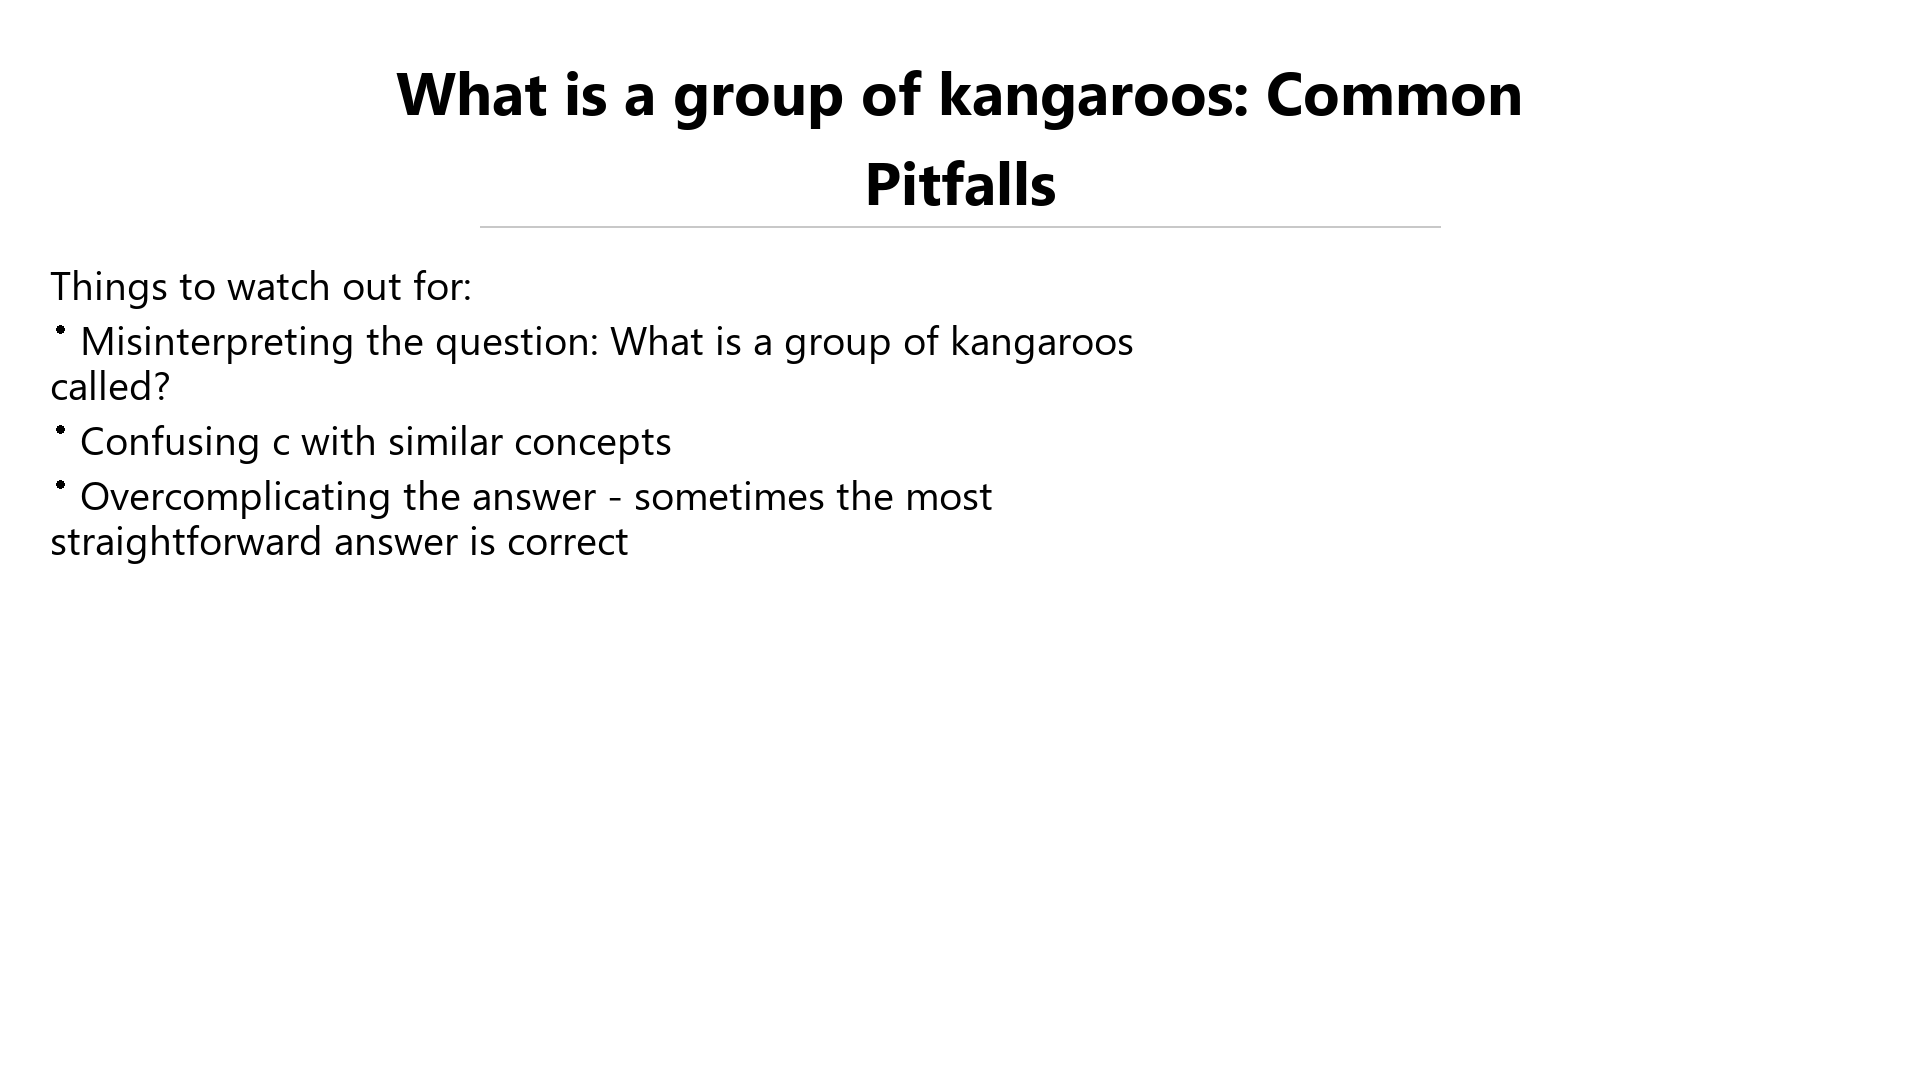 What is a group of kangaroos: Common
Pitfalls
Things to watch out for:
• Misinterpreting the question: What is a group of kangaroos
called?
• Confusing c with similar concepts
• Overcomplicating the answer - sometimes the most
straightforward answer is correct